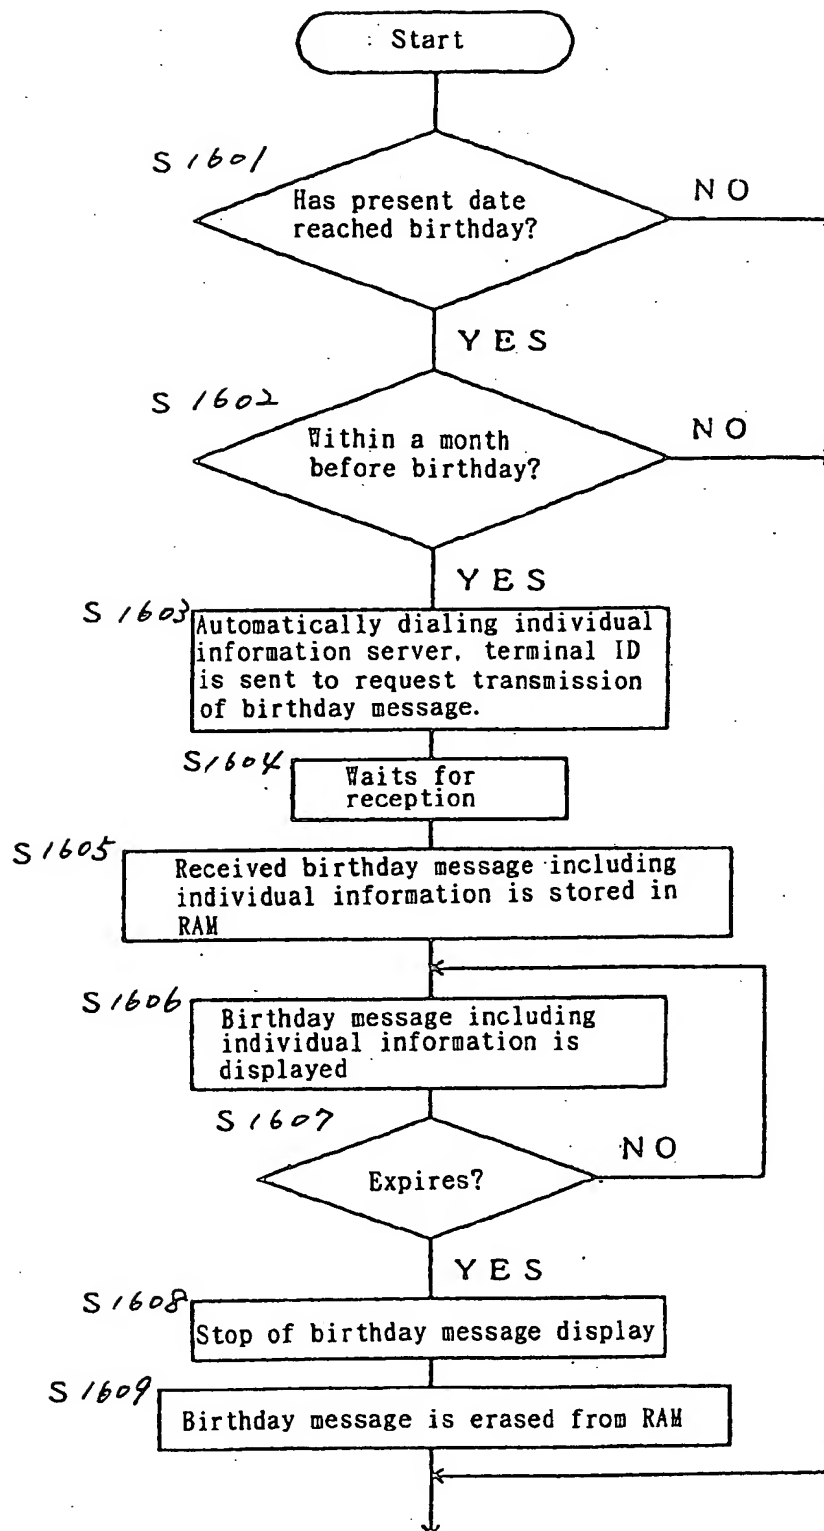 Start
S 1601
Has present date
reached birthday?
NO
YES
S 1602
Within a month
before birthday?
NO
YES
S 1603
Automatically dialing individual
information server, terminal ID
is sent to request transmission
of birthday message.
S1604
Waits for
reception
S1605
Received birthday message including
individual information is stored in
RAM
S1606
Birthday message including
individual information is
displayed
S1607
Expires?
NO
YES
S1608
Stop of birthday message display
S1609
Birthday message is erased from RAM